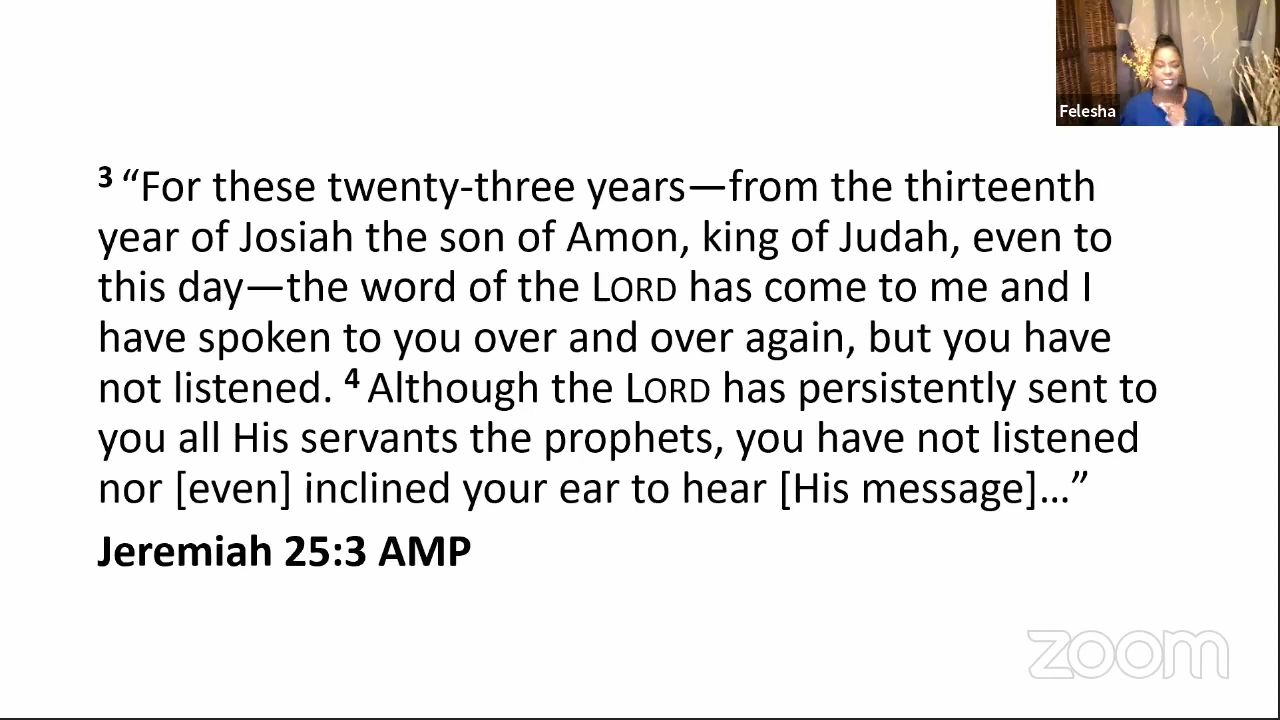 Felesha
³ “For these twenty-three years—from the thirteenth
year of Josiah the son of Amon, king of Judah, even to
this day—the word of the LORD has come to me and I
have spoken to you over and over again, but you have
not listened. ⁴ Although the LORD has persistently sent to
you all His servants the prophets, you have not listened
nor [even] inclined your ear to hear [His message]…”
Jeremiah 25:3 AMP
zoom